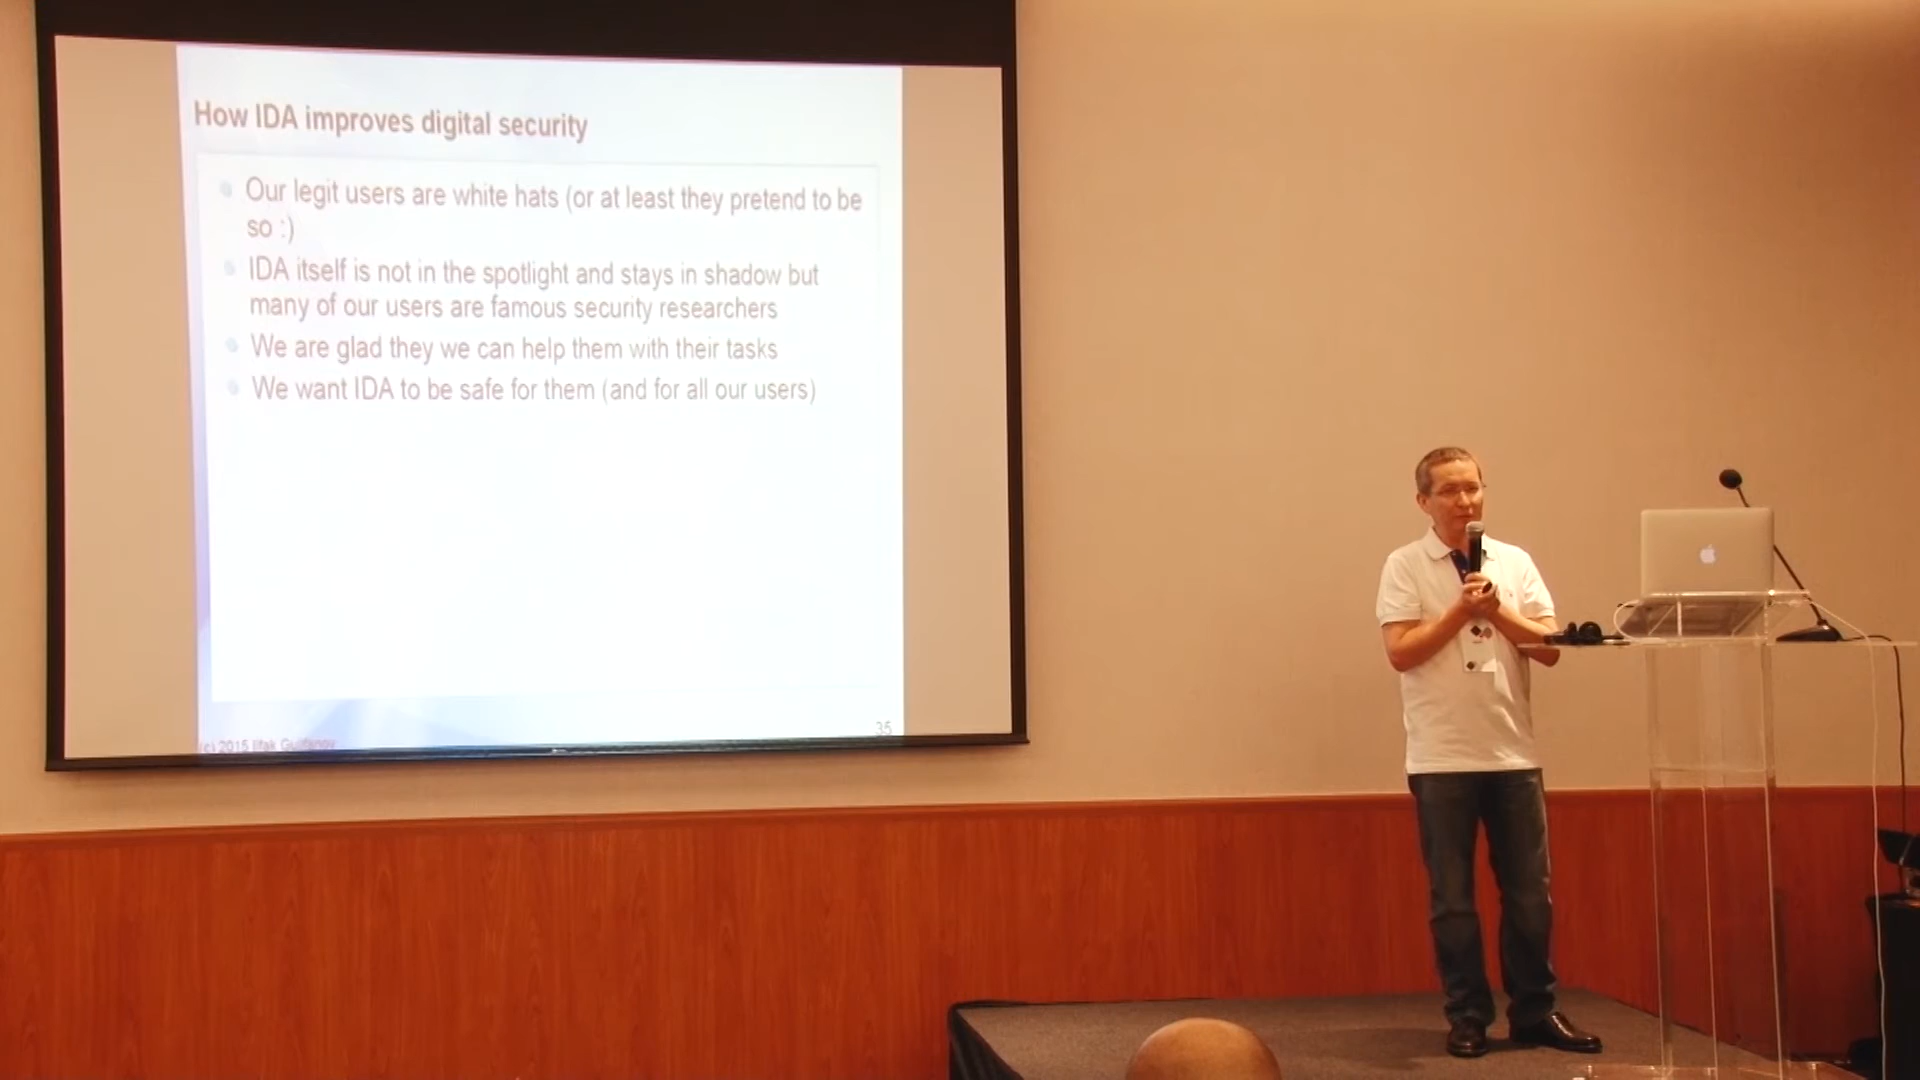 How IDA improves digital security
Our legit users are white hats (or at least they pretend to be
so :)
IDA itself is not in the spotlight and stays in shadow but
many of our users are famous security researchers
We are glad they we can help them with their tasks
We want IDA to be safe for them (and for all our users)
35
(c) 2015 Ilfak Guilfanov